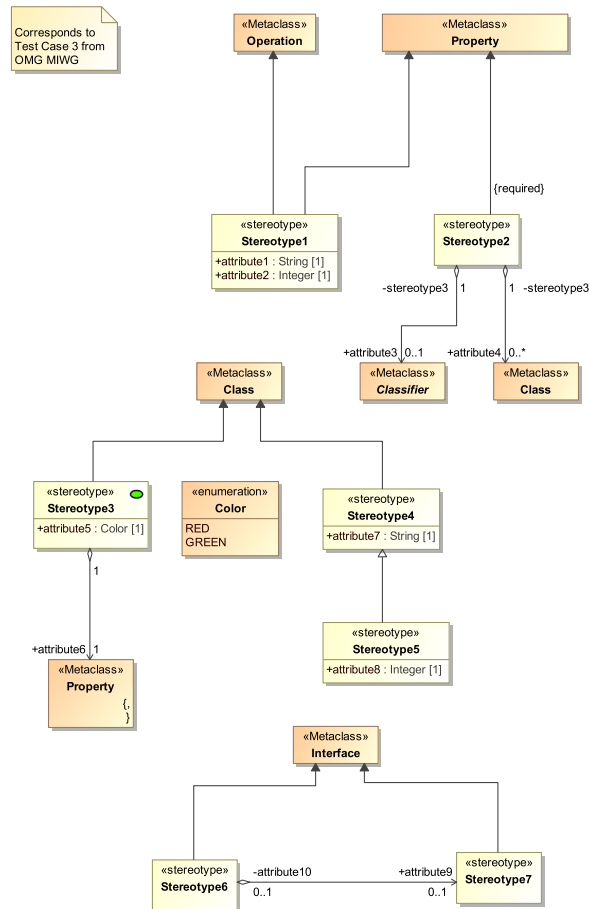 Corresponds to
Test Case 3 from
OMG MIWG
«Metaclass»
Operation
«Metaclass»
Property
{required}
«stereotype»
Stereotype1
+attribute1 : String [1]
+attribute2 : Integer [1]
«stereotype»
Stereotype2
-stereotype3
1
1
-stereotype3
+attribute3
0..1
+attribute4
0..*
«Metaclass»
Class
«Metaclass»
Classifier
«Metaclass»
Class
«stereotype»
Stereotype3
+attribute5 : Color [1]
«enumeration»
Color
RED
GREEN
«stereotype»
Stereotype4
+attribute7 : String [1]
1
+attribute6
1
«stereotype»
Stereotype5
+attribute8 : Integer [1]
«Metaclass»
Property
{,
}
«Metaclass»
Interface
«stereotype»
Stereotype6
-attribute10
0..1
+attribute9
0..1
«stereotype»
Stereotype7